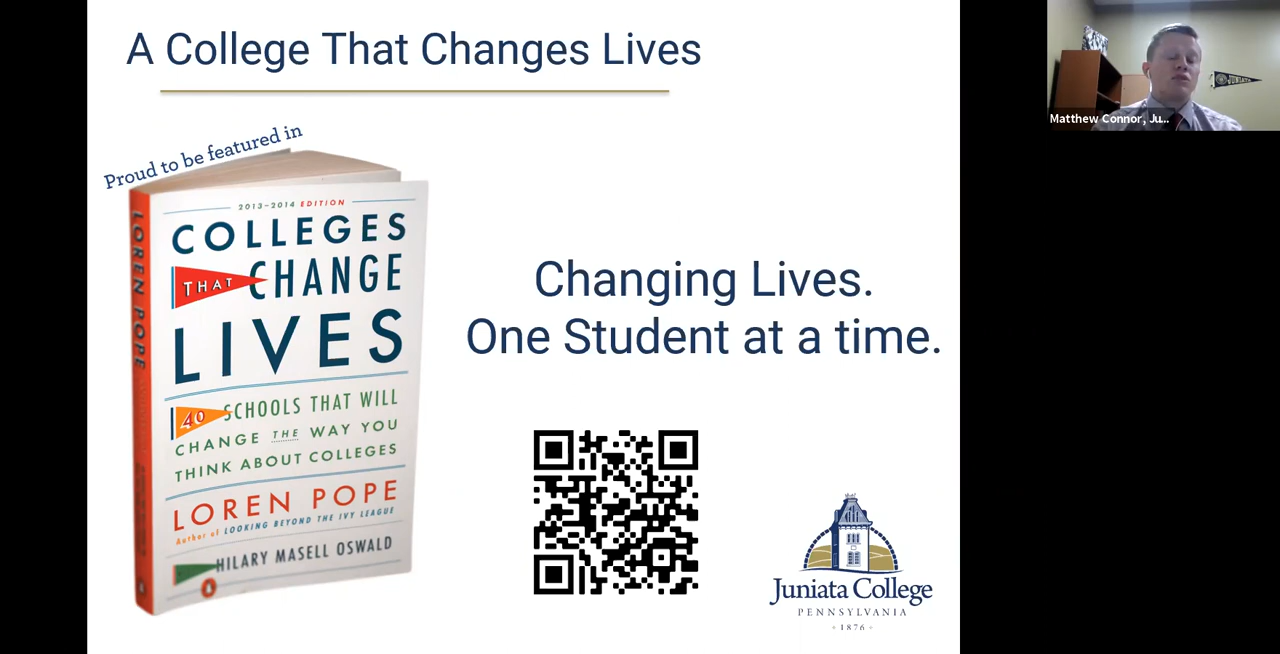 A College That Changes Lives
Proud to be featured in
LOREN POPE
2013-2014 EDITION
COLLEGES
THAT CHANGE
LIVES
40 SCHOOLS THAT WILL
CHANGE THE WAY YOU
THINK ABOUT COLLEGES
LOREN POPE
Author of LOOKING BEYOND THE IVY LEAGUE
HILARY MASELL OSWALD
Changing Lives.
One Student at a time.
Juniata College
PENNSYLVANIA
1876
JUNIATA
Matthew Connor, Ju...